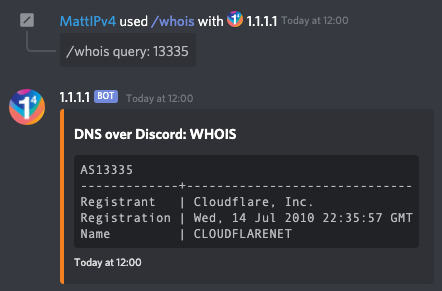 MattIPv4 used /whois with 1.1.1.1 Today at 12:00
/whois query: 13335
1.1.1.1 BOT Today at 12:00
DNS over Discord: WHOIS
AS13335
-------------+------------------------------
Registrant   | Cloudflare, Inc.
Registration | Wed, 14 Jul 2010 22:35:57 GMT
Name         | CLOUDFLARENET
Today at 12:00